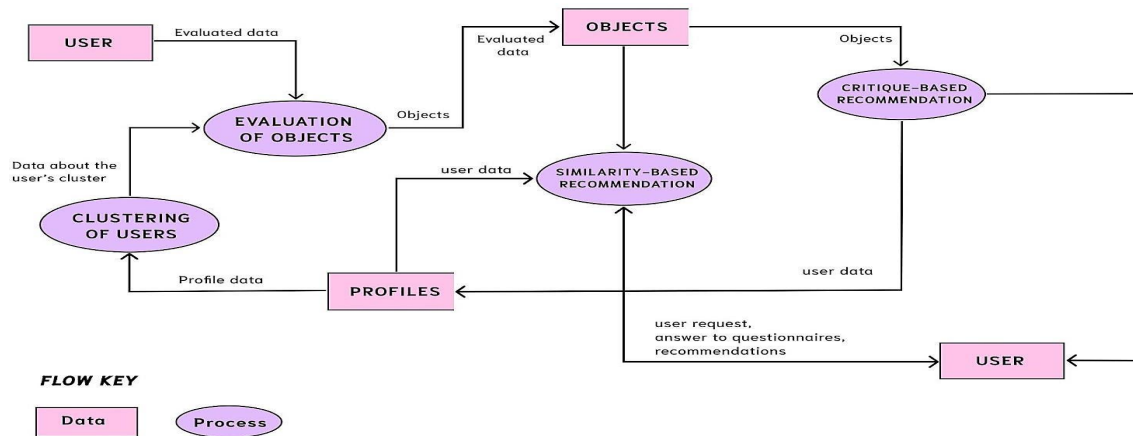 USER
Evaluated data
EVALUATION
OF OBJECTS
Objects
Evaluated
data
OBJECTS
Objects
CRITIQUE-BASED
RECOMMENDATION
Data about the
user's cluster
user data
SIMILARITY-BASED
RECOMMENDATION
CLUSTERING
OF USERS
Profile data
PROFILES
user data
user request,
answer to questionnaires,
recommendations
USER
FLOW KEY
Data
Process